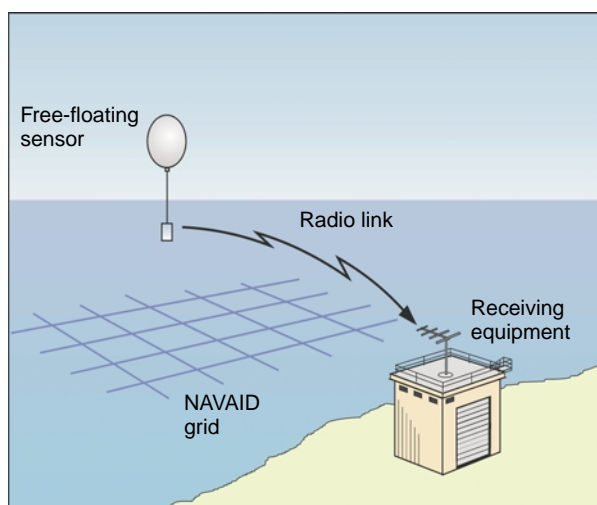 Free-floating
sensor
Radio link
Receiving
equipment
NAVAID
grid